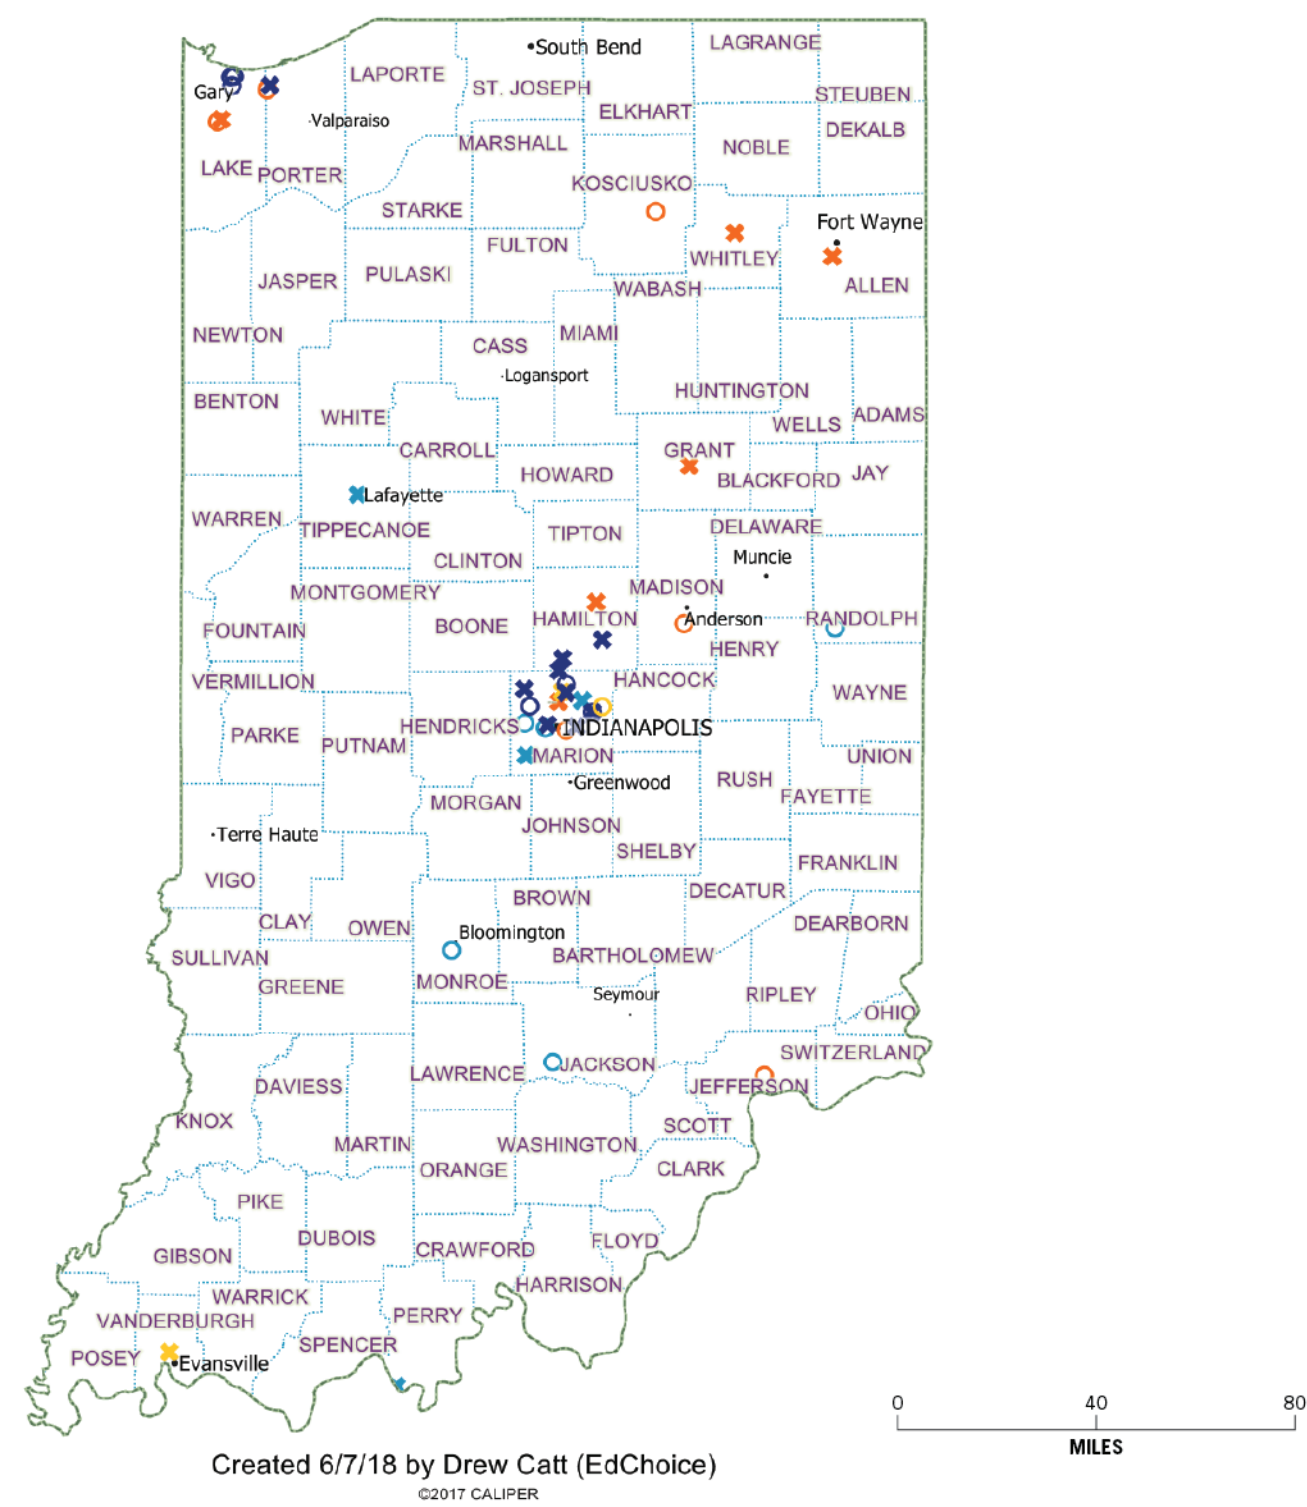 South Bend
LAGRANGE
LAPORTE
ST. JOSEPH
ELKHART
STEUBEN
Gary
Valparaiso
DEKALB
MARSHALL
NOBLE
LAKE
PORTER
KOSCIUSKO
STARKE
Fort Wayne
FULTON
WHITLEY
JASPER
PULASKI
WABASH
ALLEN
NEWTON
CASS
MIAMI
Logansport
BENTON
WHITE
HUNTINGTON
WELLS
ADAMS
CARROLL
GRANT
HOWARD
BLACKFORD
JAY
Lafayette
WARREN
TIPPECANOE
TIPTON
DELAWARE
CLINTON
Muncie
MONTGOMERY
MADISON
FOUNTAIN
BOONE
HAMILTON
Anderson
RANDOLPH
HENRY
VERMILLION
HANCOCK
WAYNE
PARKE
PUTNAM
HENDRICKS
INDIANAPOLIS
MARION
UNION
Greenwood
RUSH
FAYETTE
MORGAN
JOHNSON
Terre Haute
SHELBY
FRANKLIN
VIGO
DECATUR
BROWN
CLAY
OWEN
Bloomington
DEARBORN
SULLIVAN
BARTHOLOMEW
GREENE
MONROE
Seymour
RIPLEY
OHIO
SWITZERLAND
JACKSON
LAWRENCE
DAVIESS
JEFFERSON
KNOX
SCOTT
MARTIN
WASHINGTON
ORANGE
CLARK
PIKE
DUBOIS
GIBSON
CRAWFORD
FLOYD
HARRISON
WARRICK
PERRY
VANDERBURGH
SPENCER
POSEY
Evansville
0 40 80
MILES
Created 6/7/18 by Drew Catt (EdChoice)
©2017 CALIPER